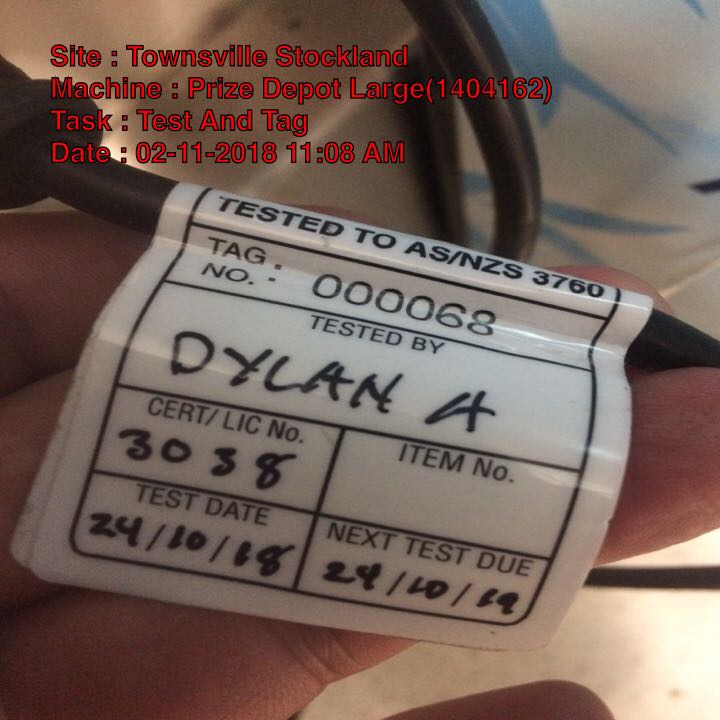 Site : Townsville Stockland
Machine : Prize Depot Large(1404162)
Task : Test And Tag
Date : 02-11-2018 11:08 AM
TESTED TO AS/NZS 3760
TAG NO. : 000068
TESTED BY
DYLAN A
CERT/ LIC No.
3038
ITEM No.
TEST DATE
24/10/18
NEXT TEST DUE
24/10/19